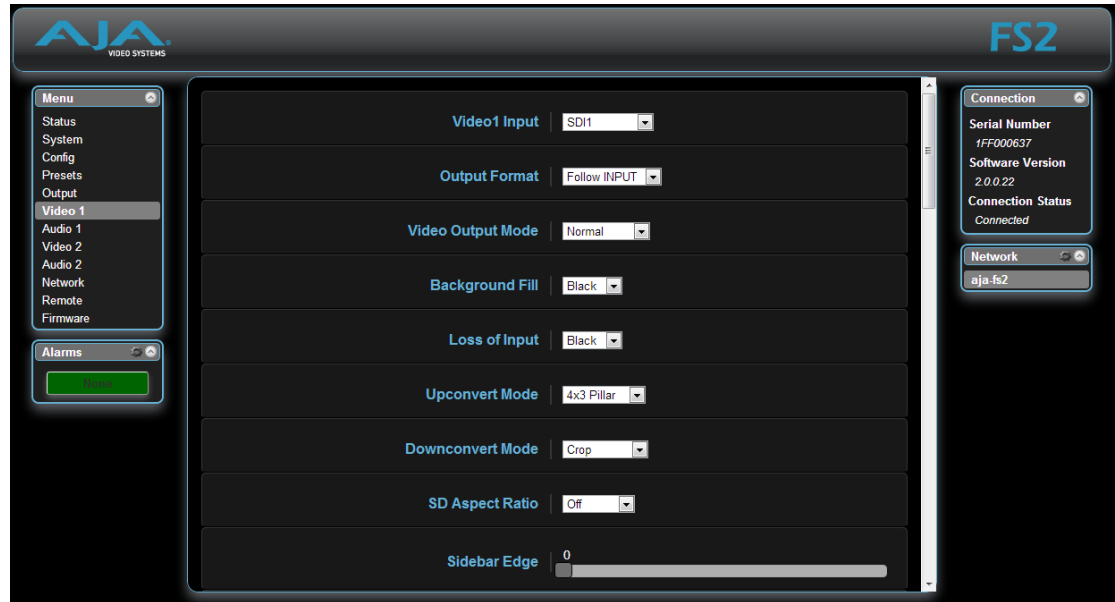 AJA
VIDEO SYSTEMS
FS2
Menu
Status
System
Config
Presets
Output
Video 1
Audio 1
Video 2
Audio 2
Network
Remote
Firmware
Alarms
None
Video1 Input
SDI1
Output Format
Follow INPUT
Video Output Mode
Normal
Background Fill
Black
Loss of Input
Black
Upconvert Mode
4x3 Pillar
Downconvert Mode
Crop
SD Aspect Ratio
Off
Sidebar Edge
0
Connection
Serial Number
1FF000637
Software Version
2.0.0.22
Connection Status
Connected
Network
aja-fs2